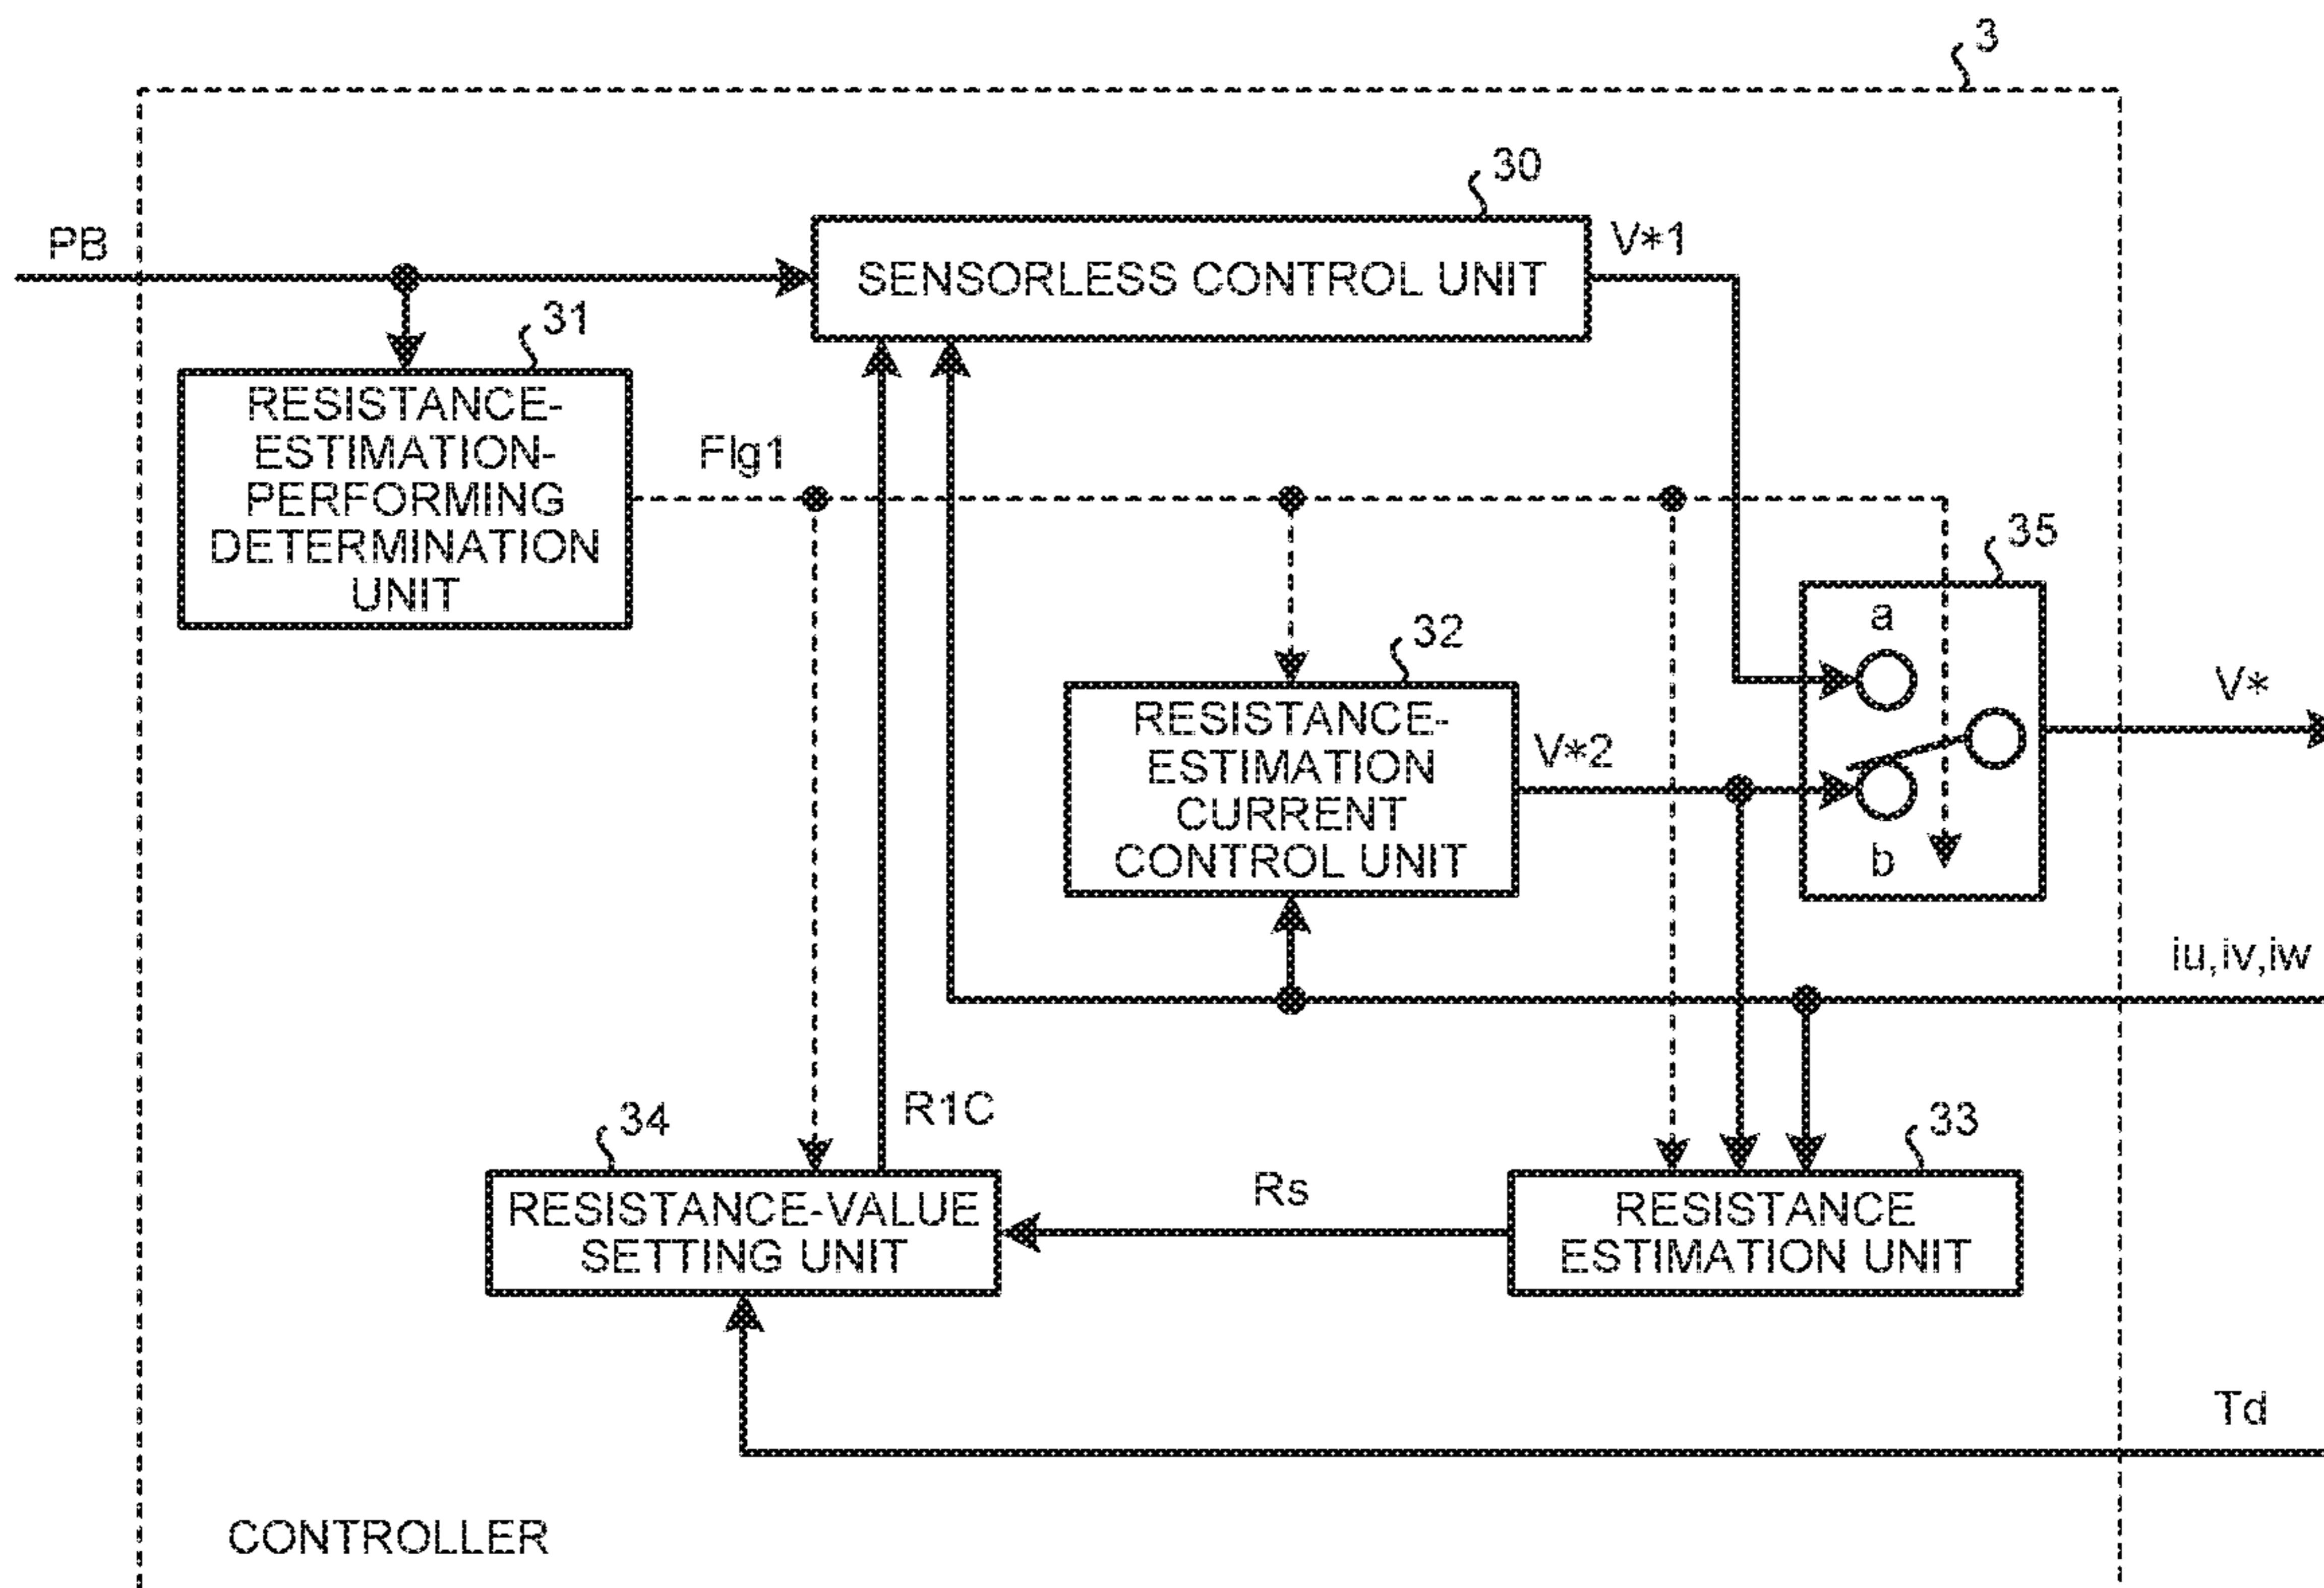 3
30
PB
V*1
SENSORLESS CONTROL UNIT
31
RESISTANCE-
ESTIMATION-
PERFORMING
DETERMINATION
UNIT
Flg1
35
a
32
RESISTANCE-
ESTIMATION
CURRENT
CONTROL UNIT
V*2
V*
b
iu,iv,iw
34
R1C
33
RESISTANCE-VALUE
SETTING UNIT
Rs
RESISTANCE
ESTIMATION UNIT
Td
CONTROLLER